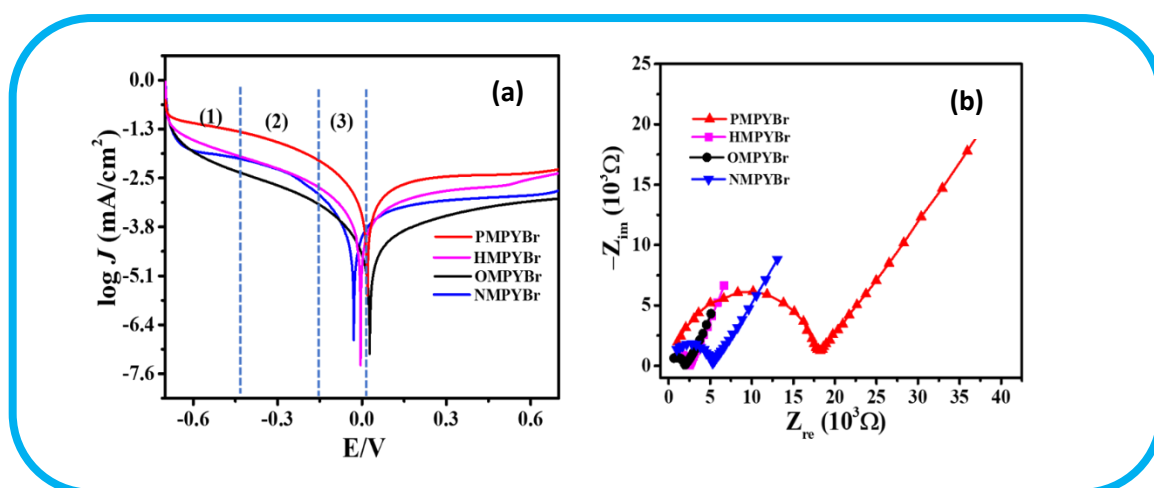 (a)
(1) (2) (3)
0.0
-1.3
-2.5
-3.8
-5.1
-6.4
-7.6
log J (mA/cm²)
PMPYBr
HMPYBr
OMPYBr
NMPYBr
-0.6 -0.3 0.0 0.3 0.6
E/V
(b)
25
20
15
10
5
0
−Z_im (10³Ω)
PMPYBr
HMPYBr
OMPYBr
NMPYBr
0 5 10 15 20 25 30 35 40
Z_re (10³Ω)